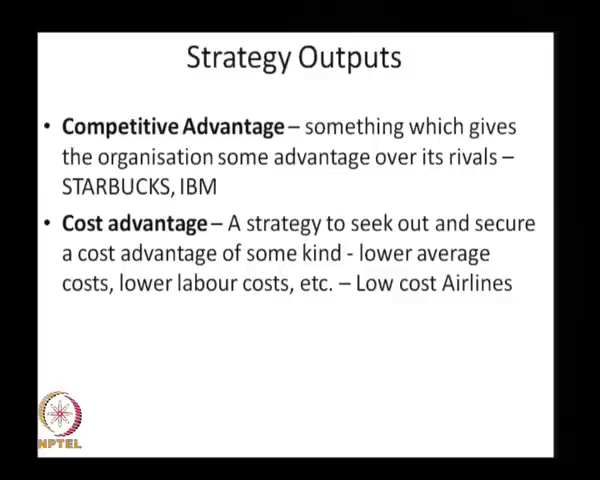 Strategy Outputs
• Competitive Advantage – something which gives
the organisation some advantage over its rivals –
STARBUCKS, IBM
• Cost advantage – A strategy to seek out and secure
a cost advantage of some kind - lower average
costs, lower labour costs, etc. – Low cost Airlines
NPTEL